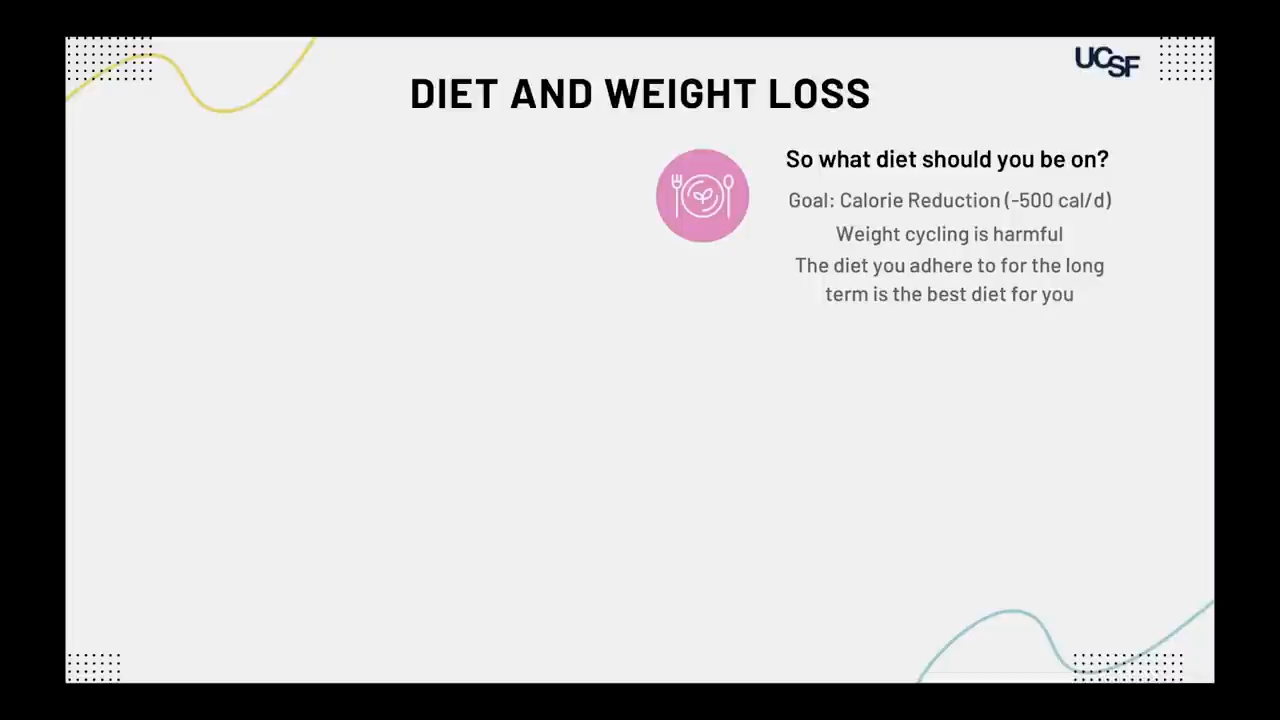 UCSF
DIET AND WEIGHT LOSS
So what diet should you be on?
Goal: Calorie Reduction (-500 cal/d)
Weight cycling is harmful
The diet you adhere to for the long
term is the best diet for you